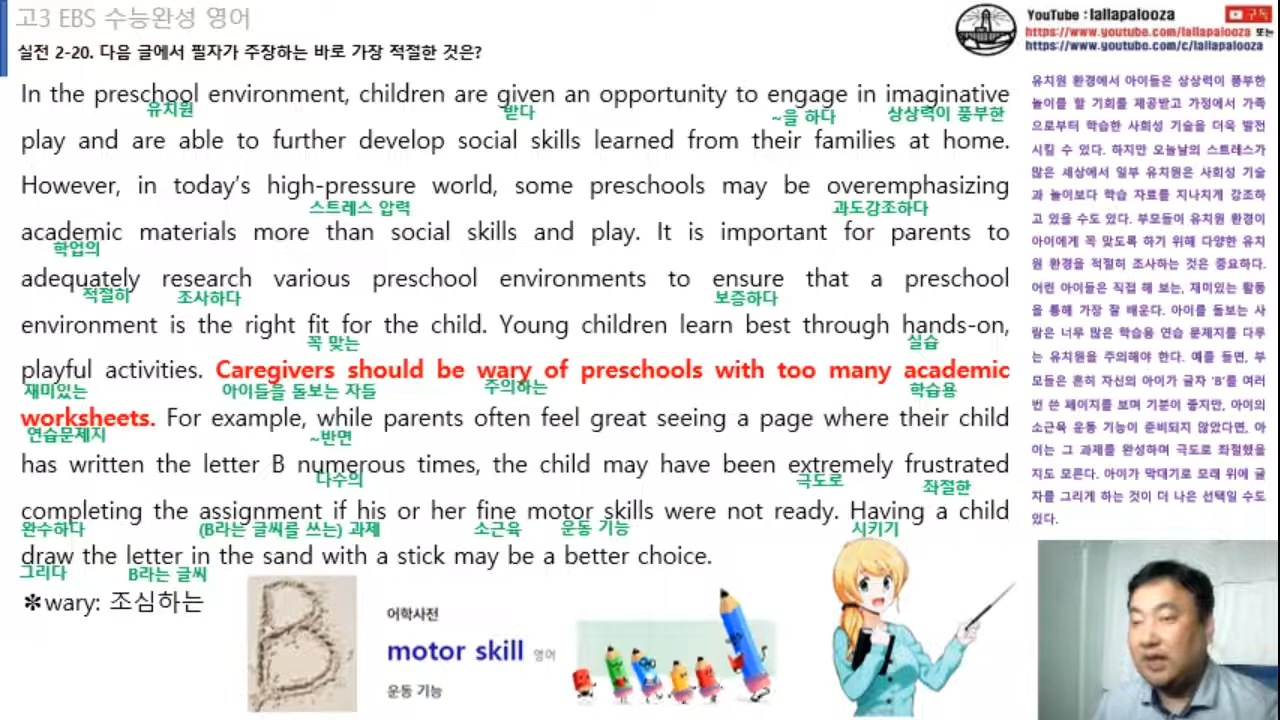 고3 EBS 수능완성 영어
YouTube : lallapalooza
구독
https://www.youtube.com/lallapalooza 또는
https://www.youtube.com/c/lallapalooza
실전 2-20. 다음 글에서 필자가 주장하는 바로 가장 적절한 것은?
In the preschool environment, children are given an opportunity to engage in imaginative
유치원 받다 ~을 하다 상상력이 풍부한
play and are able to further develop social skills learned from their families at home.
However, in today's high-pressure world, some preschools may be overemphasizing
스트레스 압력 과도강조하다
academic materials more than social skills and play. It is important for parents to
학업의
adequately research various preschool environments to ensure that a preschool
적절히 조사하다 보증하다
environment is the right fit for the child. Young children learn best through hands-on,
꼭 맞는 실습
playful activities. Caregivers should be wary of preschools with too many academic
재미있는 아이들을 돌보는 자들 주의하는 학습용
worksheets. For example, while parents often feel great seeing a page where their child
연습문제지 ~반면
has written the letter B numerous times, the child may have been extremely frustrated
다수의 극도로 좌절한
completing the assignment if his or her fine motor skills were not ready. Having a child
완수하다 (B라는 글씨를 쓰는) 과제 소근육 운동 기능 시키기
draw the letter in the sand with a stick may be a better choice.
그리다 B라는 글씨
✽wary: 조심하는
어학사전
motor skill 영어
운동 기능
유치원 환경에서 아이들은 상상력이 풍부한
놀이를 할 기회를 제공받고 가정에서 가족
으로부터 학습한 사회성 기술을 더욱 발전
시킬 수 있다. 하지만 오늘날의 스트레스가
많은 세상에서 일부 유치원은 사회성 기술
과 놀이보다 학습 자료를 지나치게 강조하
고 있을 수도 있다. 부모들이 유치원 환경이
아이에게 꼭 맞도록 하기 위해 다양한 유치
원 환경을 적절히 조사하는 것은 중요하다.
어린 아이들은 직접 해 보는, 재미있는 활동
을 통해 가장 잘 배운다. 아이를 돌보는 사
람은 너무 많은 학습용 연습 문제지를 다루
는 유치원을 주의해야 한다. 예를 들면, 부
모들은 흔히 자신의 아이가 글자 'B'를 여러
번 쓴 페이지를 보며 기분이 좋지만, 아이의
소근육 운동 기능이 준비되지 않았다면, 아
이는 그 과제를 완성하며 극도로 좌절했을
지도 모른다. 아이가 막대기로 모래 위에 글
자를 그리게 하는 것이 더 나은 선택일 수도
있다.
B